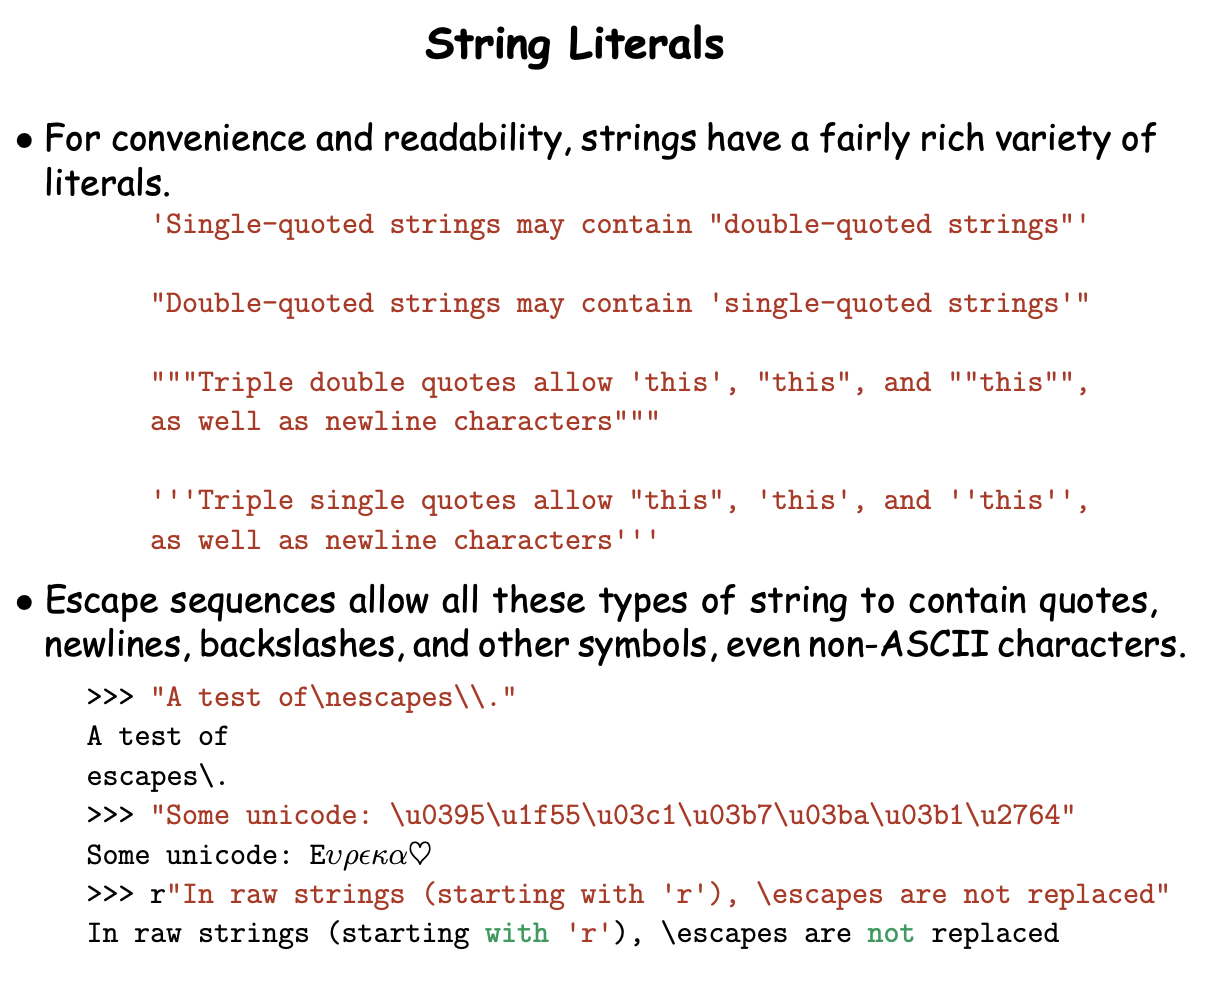 String Literals
• For convenience and readability, strings have a fairly rich variety of
literals.
'Single-quoted strings may contain "double-quoted strings"'
"Double-quoted strings may contain 'single-quoted strings'"
"""Triple double quotes allow 'this', "this", and ""this"",
as well as newline characters"""
'''Triple single quotes allow "this", 'this', and ''this'',
as well as newline characters'''
• Escape sequences allow all these types of string to contain quotes,
newlines, backslashes, and other symbols, even non-ASCII characters.
>>> "A test of\nescapes\\."
A test of
escapes\.
>>> "Some unicode: \u0395\u1f55\u03c1\u03b7\u03ba\u03b1\u2764"
Some unicode: Ευρϵκα♡
>>> r"In raw strings (starting with 'r'), \escapes are not replaced"
In raw strings (starting with 'r'), \escapes are not replaced